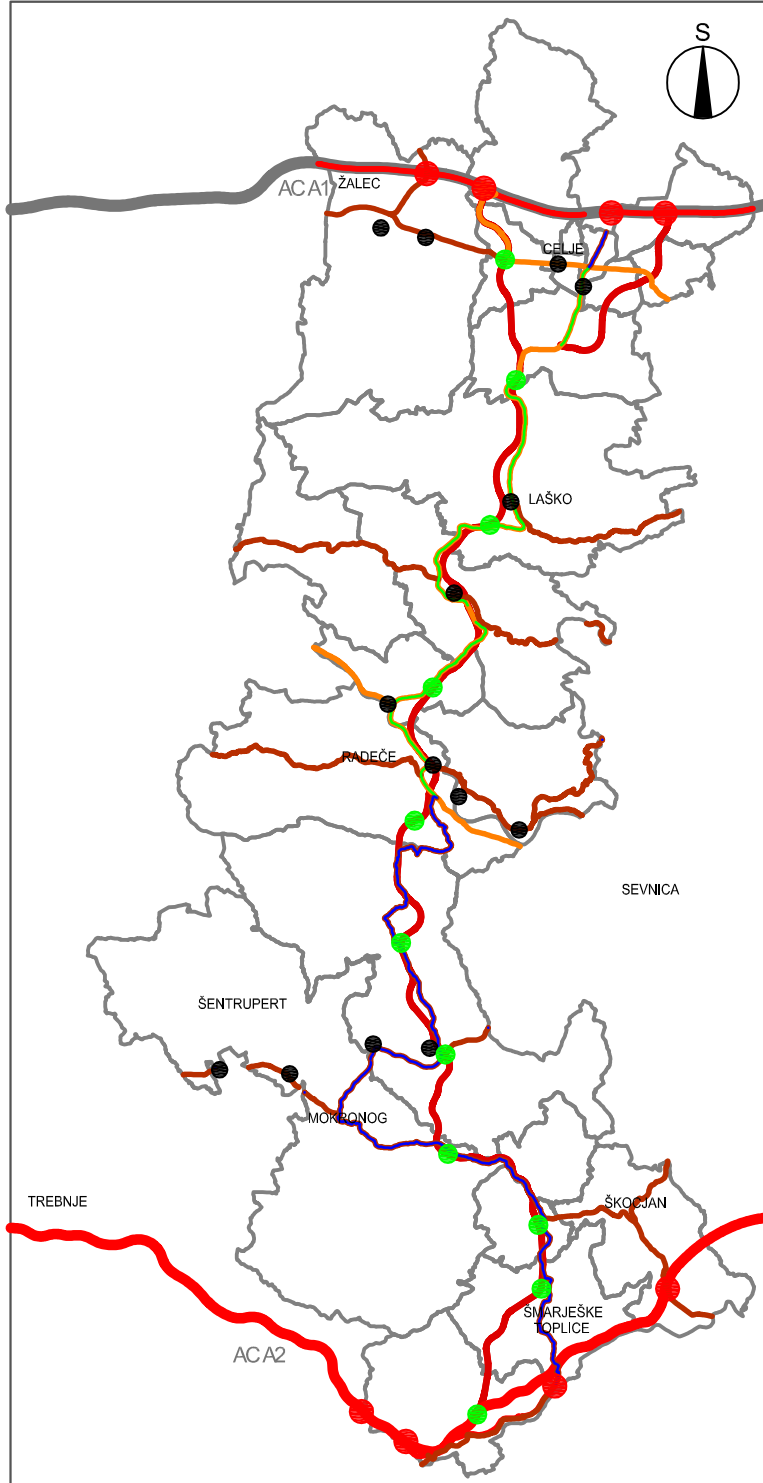 S
AC A1
ŽALEC
CELJE
LAŠKO
RADEČE
SEVNICA
ŠENTRUPERT
MOKRONOG
TREBNJE
ŠKOCJAN
ŠMARJEŠKE
TOPLICE
AC A2